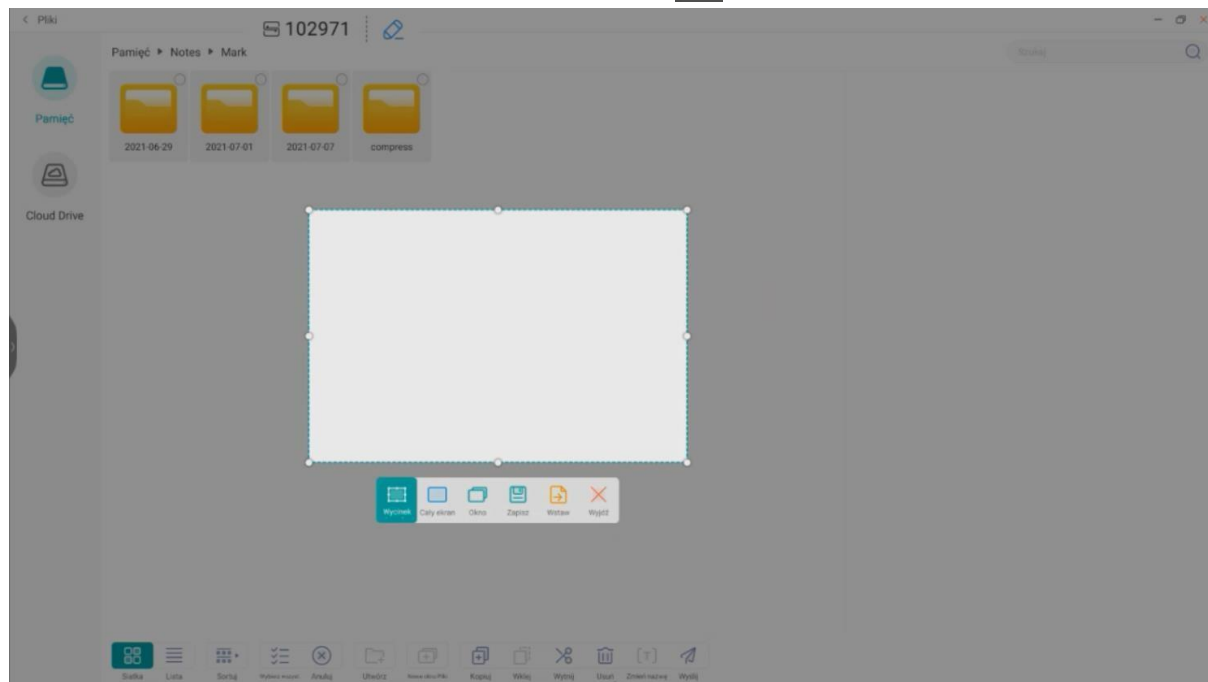 Pliki
102971
Pamięć ▸ Notes ▸ Mark
Szukaj
Pamięć
Cloud Drive
2021-06-29 2021-07-01 2021-07-07 compress
Wycinek Cały ekran Okno Zapisz Wstaw Wyjdź
Siatka Lista Sortuj Anuluj Utwórz Kopiuj Wklej Wytnij Usuń Zmień nazwę Wyślij